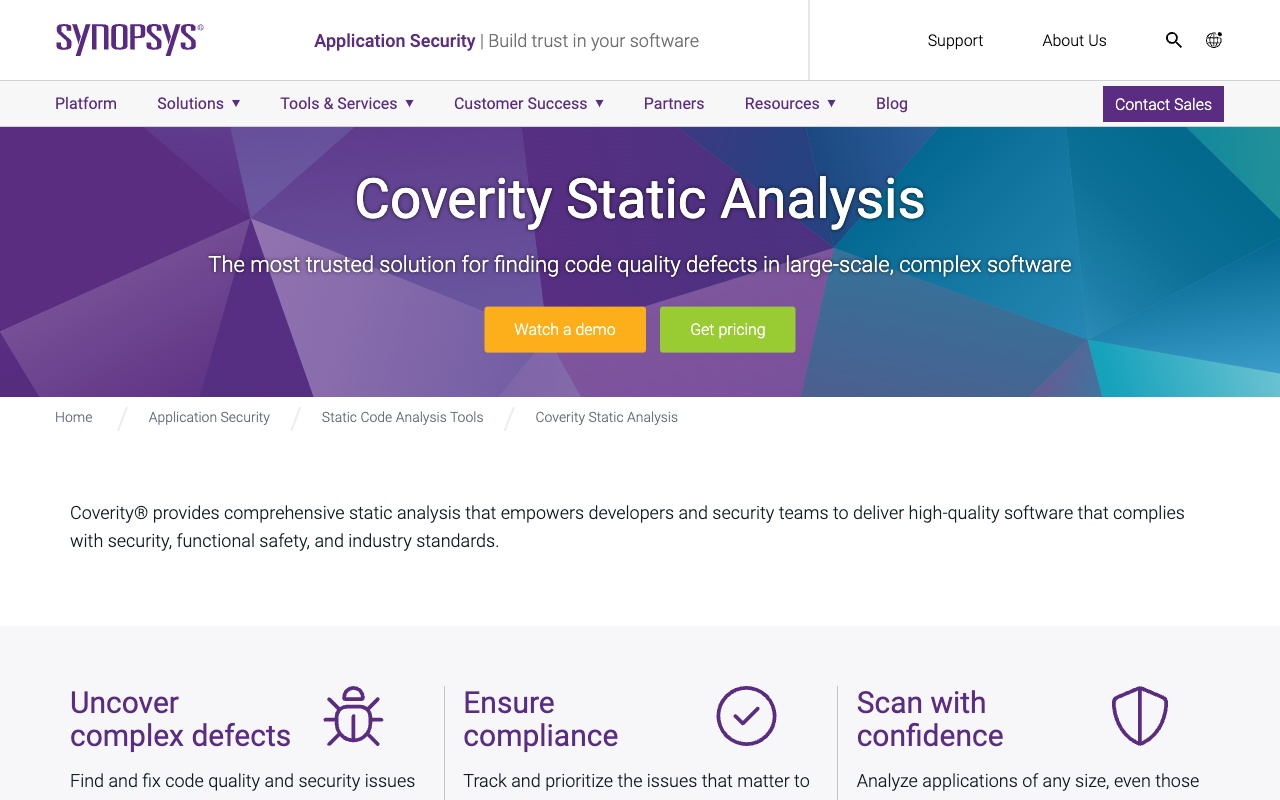 SYNOPSYS®
Application Security | Build trust in your software
Support
About Us
Platform
Solutions ▼
Tools & Services ▼
Customer Success ▼
Partners
Resources ▼
Blog
Contact Sales
Coverity Static Analysis
The most trusted solution for finding code quality defects in large-scale, complex software
Watch a demo
Get pricing
Home / Application Security / Static Code Analysis Tools / Coverity Static Analysis
Coverity® provides comprehensive static analysis that empowers developers and security teams to deliver high-quality software that complies
with security, functional safety, and industry standards.
Uncover
complex defects
Find and fix code quality and security issues
Ensure
compliance
Track and prioritize the issues that matter to
Scan with
confidence
Analyze applications of any size, even those